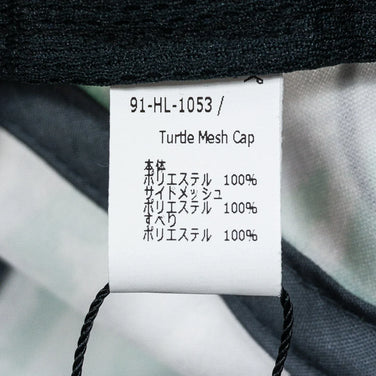 91-HL-1053 /
Turtle Mesh Cap
本体
ポリエステル 100%
サイドメッシュ
ポリエステル 100%
すべり
ポリエステル 100%